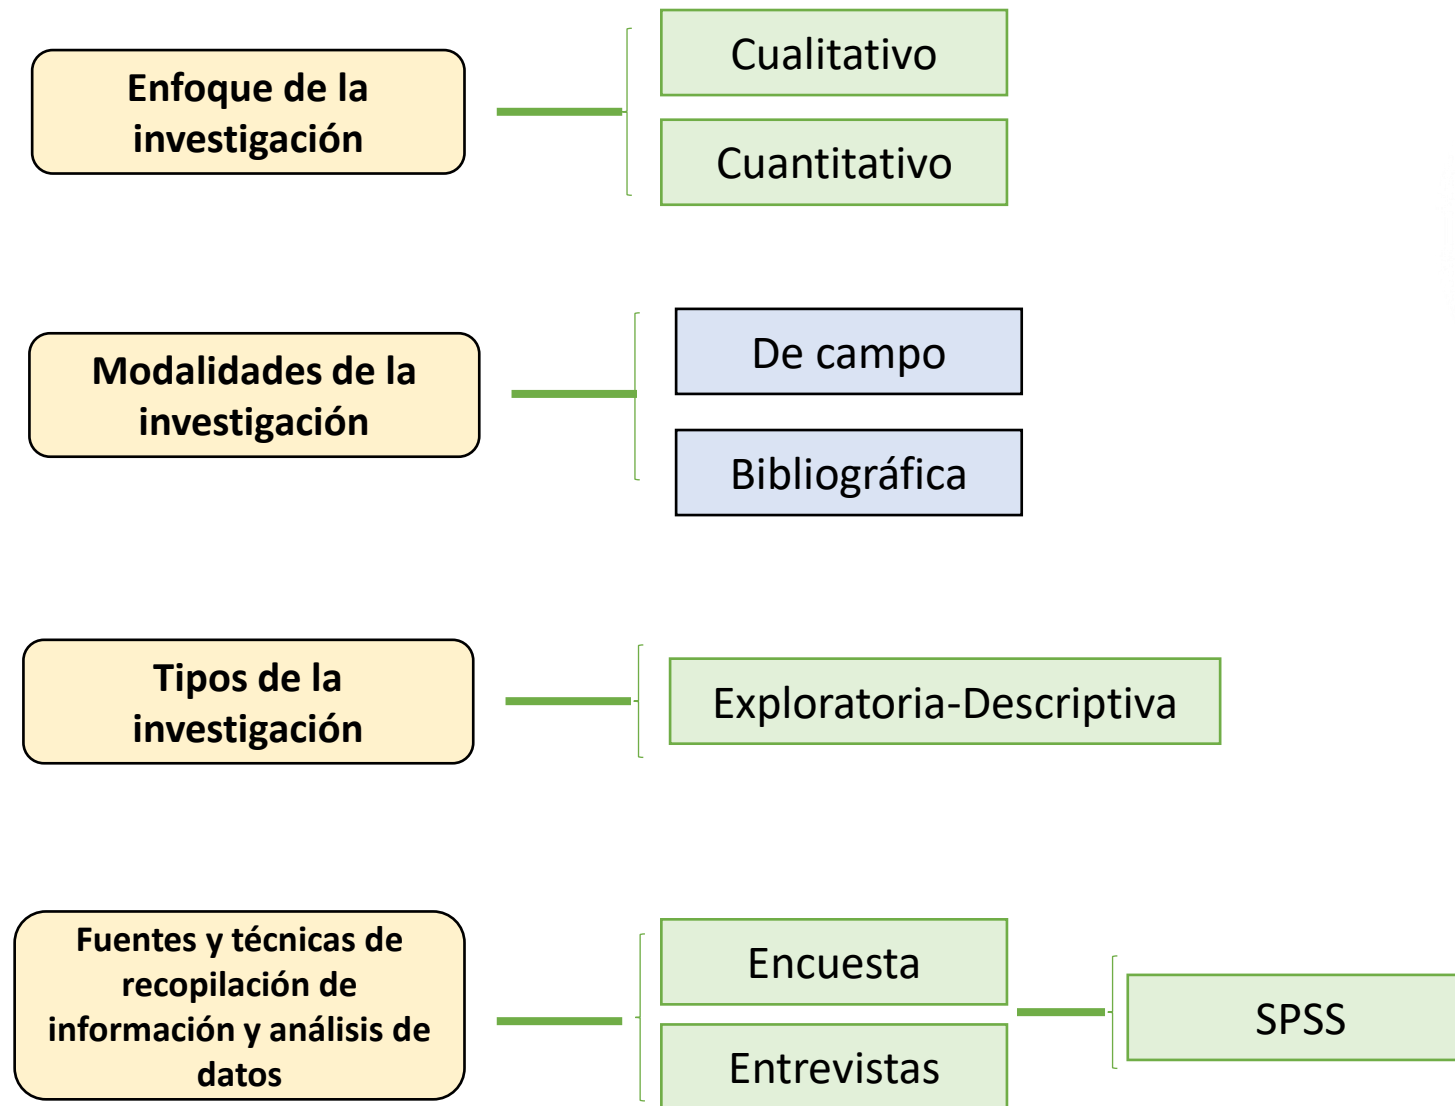 Enfoque de la
investigación
Cualitativo
Cuantitativo
Modalidades de la
investigación
De campo
Bibliográfica
Tipos de la
investigación
Exploratoria-Descriptiva
Fuentes y técnicas de
recopilación de
información y análisis de
datos
Encuesta
Entrevistas
SPSS